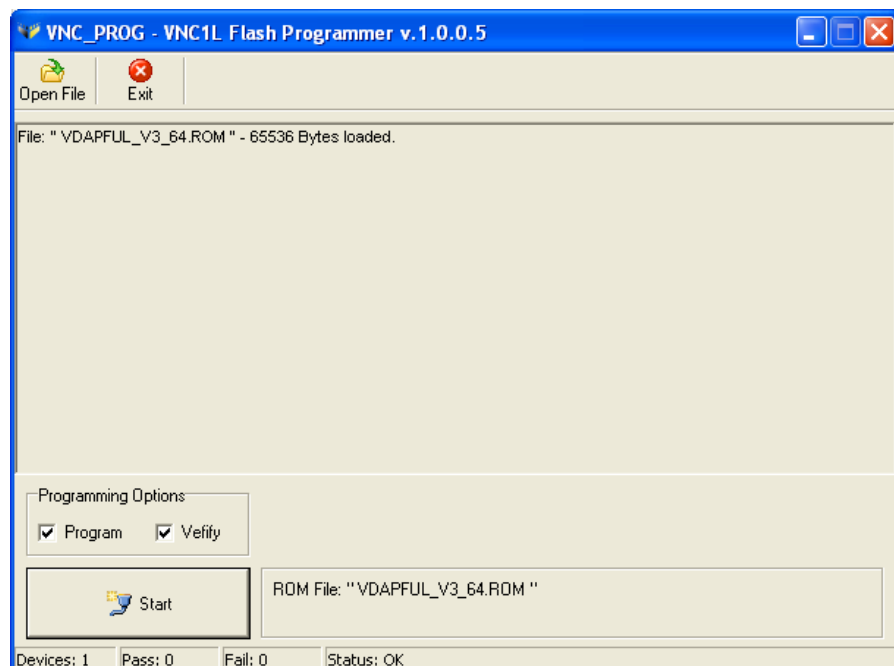 VNC_PROG - VNC1L Flash Programmer v.1.0.0.5
Open File Exit
File: " VDAPFUL_V3_64.ROM " - 65536 Bytes loaded.
Programming Options
Program Vefify
Start
ROM File: " VDAPFUL_V3_64.ROM "
Devices: 1 Pass: 0 Fail: 0 Status: OK